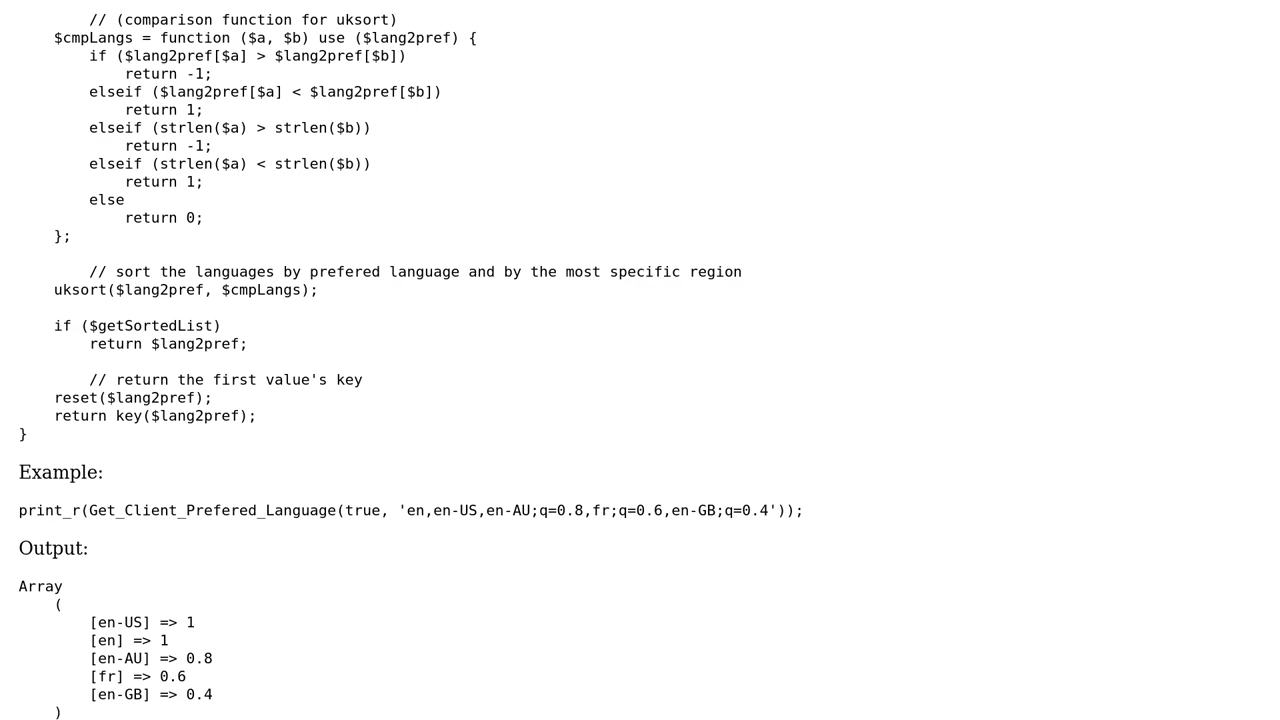 // (comparison function for uksort)
    $cmpLangs = function ($a, $b) use ($lang2pref) {
        if ($lang2pref[$a] > $lang2pref[$b])
            return -1;
        elseif ($lang2pref[$a] < $lang2pref[$b])
            return 1;
        elseif (strlen($a) > strlen($b))
            return -1;
        elseif (strlen($a) < strlen($b))
            return 1;
        else
            return 0;
    };

        // sort the languages by prefered language and by the most specific region
    uksort($lang2pref, $cmpLangs);

    if ($getSortedList)
        return $lang2pref;

        // return the first value's key
    reset($lang2pref);
    return key($lang2pref);
}
Example:
print_r(Get_Client_Prefered_Language(true, 'en,en-US,en-AU;q=0.8,fr;q=0.6,en-GB;q=0.4'));
Output:
Array
    (
        [en-US] => 1
        [en] => 1
        [en-AU] => 0.8
        [fr] => 0.6
        [en-GB] => 0.4
    )